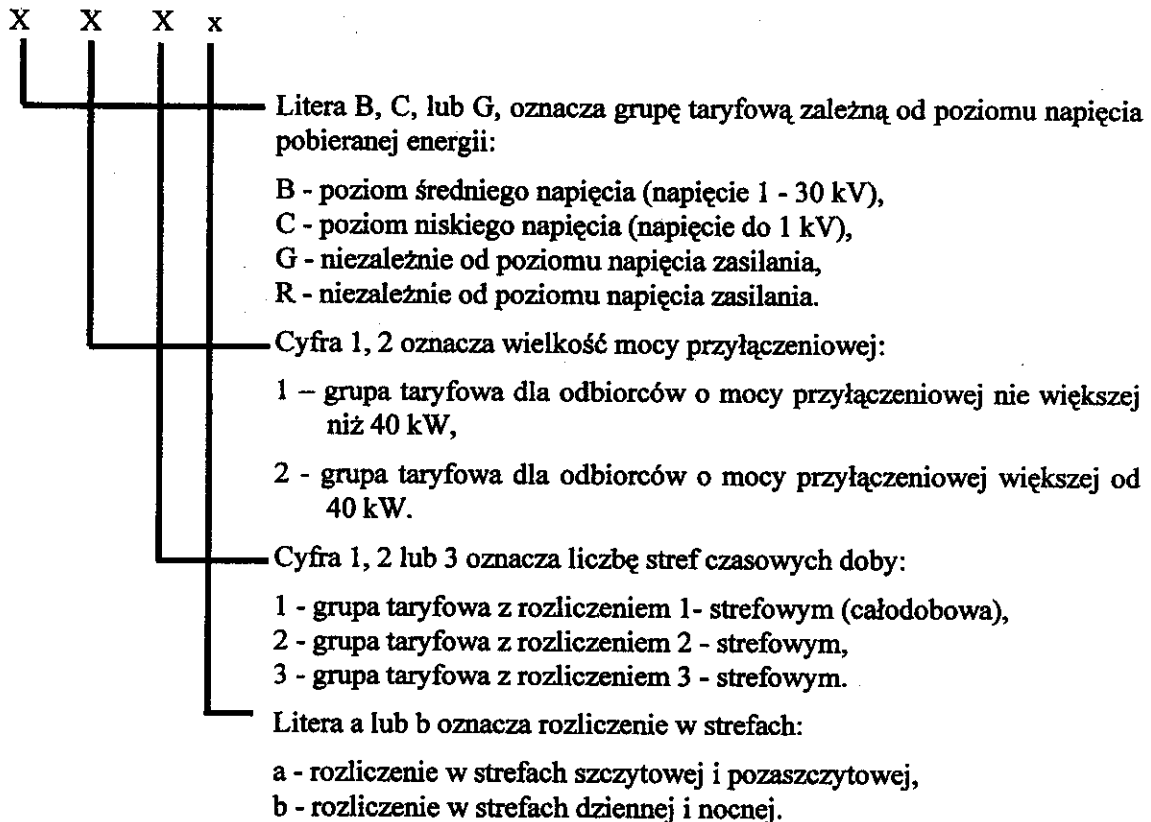 X X X x
Litera B, C, lub G, oznacza grupę taryfową zależną od poziomu napięcia
pobieranej energii:
B - poziom średniego napięcia (napięcie 1 - 30 kV),
C - poziom niskiego napięcia (napięcie do 1 kV),
G - niezależnie od poziomu napięcia zasilania,
R - niezależnie od poziomu napięcia zasilania.
Cyfra 1, 2 oznacza wielkość mocy przyłączeniowej:
1 – grupa taryfowa dla odbiorców o mocy przyłączeniowej nie większej
niż 40 kW,
2 - grupa taryfowa dla odbiorców o mocy przyłączeniowej większej od
40 kW.
Cyfra 1, 2 lub 3 oznacza liczbę stref czasowych doby:
1 - grupa taryfowa z rozliczeniem 1- strefowym (całodobowa),
2 - grupa taryfowa z rozliczeniem 2 - strefowym,
3 - grupa taryfowa z rozliczeniem 3 - strefowym.
Litera a lub b oznacza rozliczenie w strefach:
a - rozliczenie w strefach szczytowej i pozaszczytowej,
b - rozliczenie w strefach dziennej i nocnej.